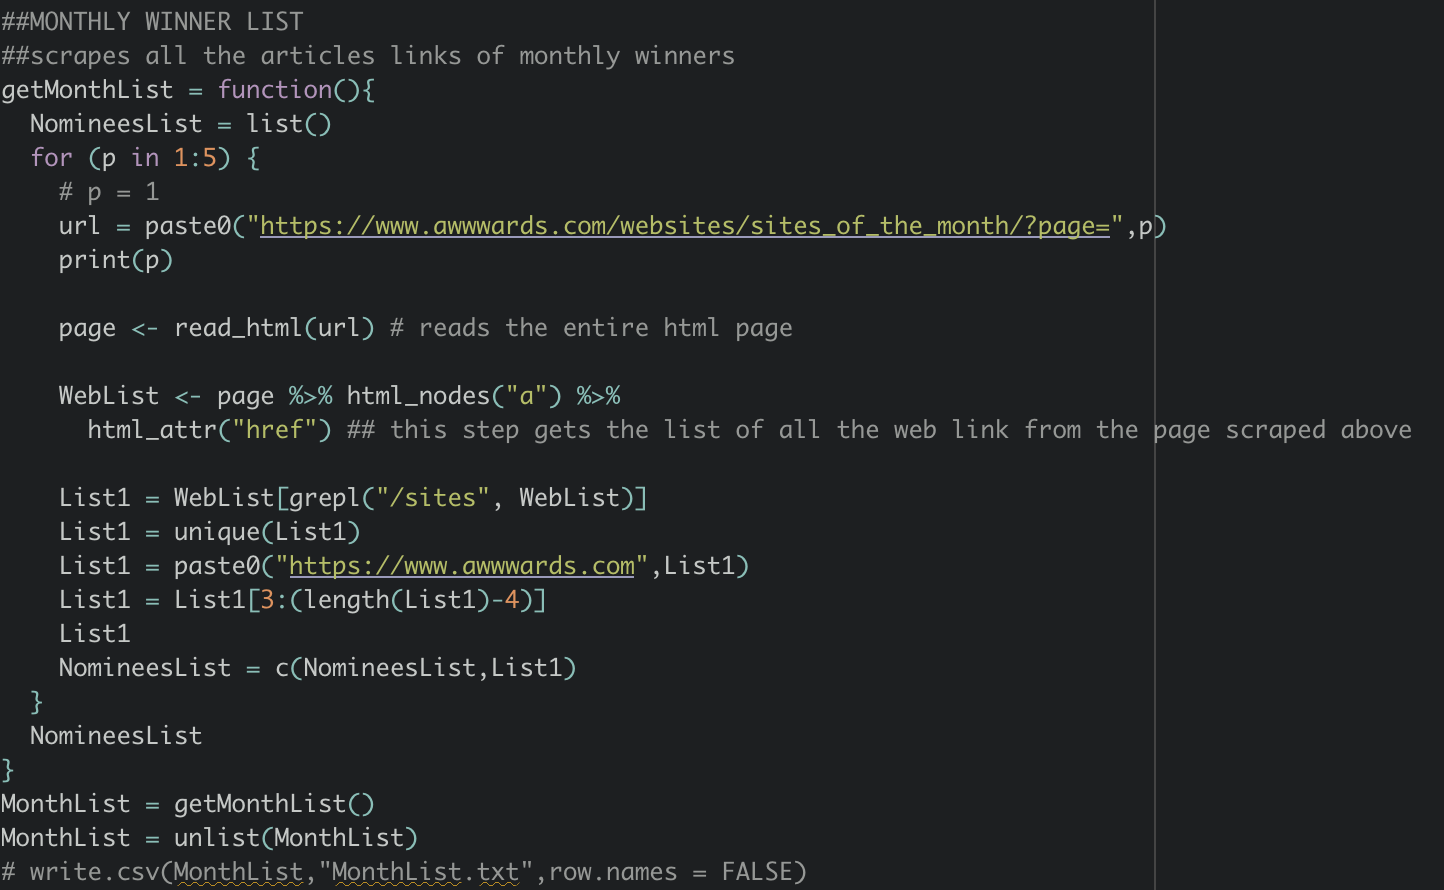 ##MONTHLY WINNER LIST
##scrapes all the articles links of monthly winners
getMonthList = function(){
  NomineesList = list()
  for (p in 1:5) {
    # p = 1
    url = paste0("https://www.awwwards.com/websites/sites_of_the_month/?page=",p)
    print(p)

    page <- read_html(url) # reads the entire html page

    WebList <- page %>% html_nodes("a") %>%
      html_attr("href") ## this step gets the list of all the web link from the page scraped above

    List1 = WebList[grepl("/sites", WebList)]
    List1 = unique(List1)
    List1 = paste0("https://www.awwwards.com",List1)
    List1 = List1[3:(length(List1)-4)]
    List1
    NomineesList = c(NomineesList,List1)
  }
  NomineesList
}
MonthList = getMonthList()
MonthList = unlist(MonthList)
# write.csv(MonthList,"MonthList.txt",row.names = FALSE)